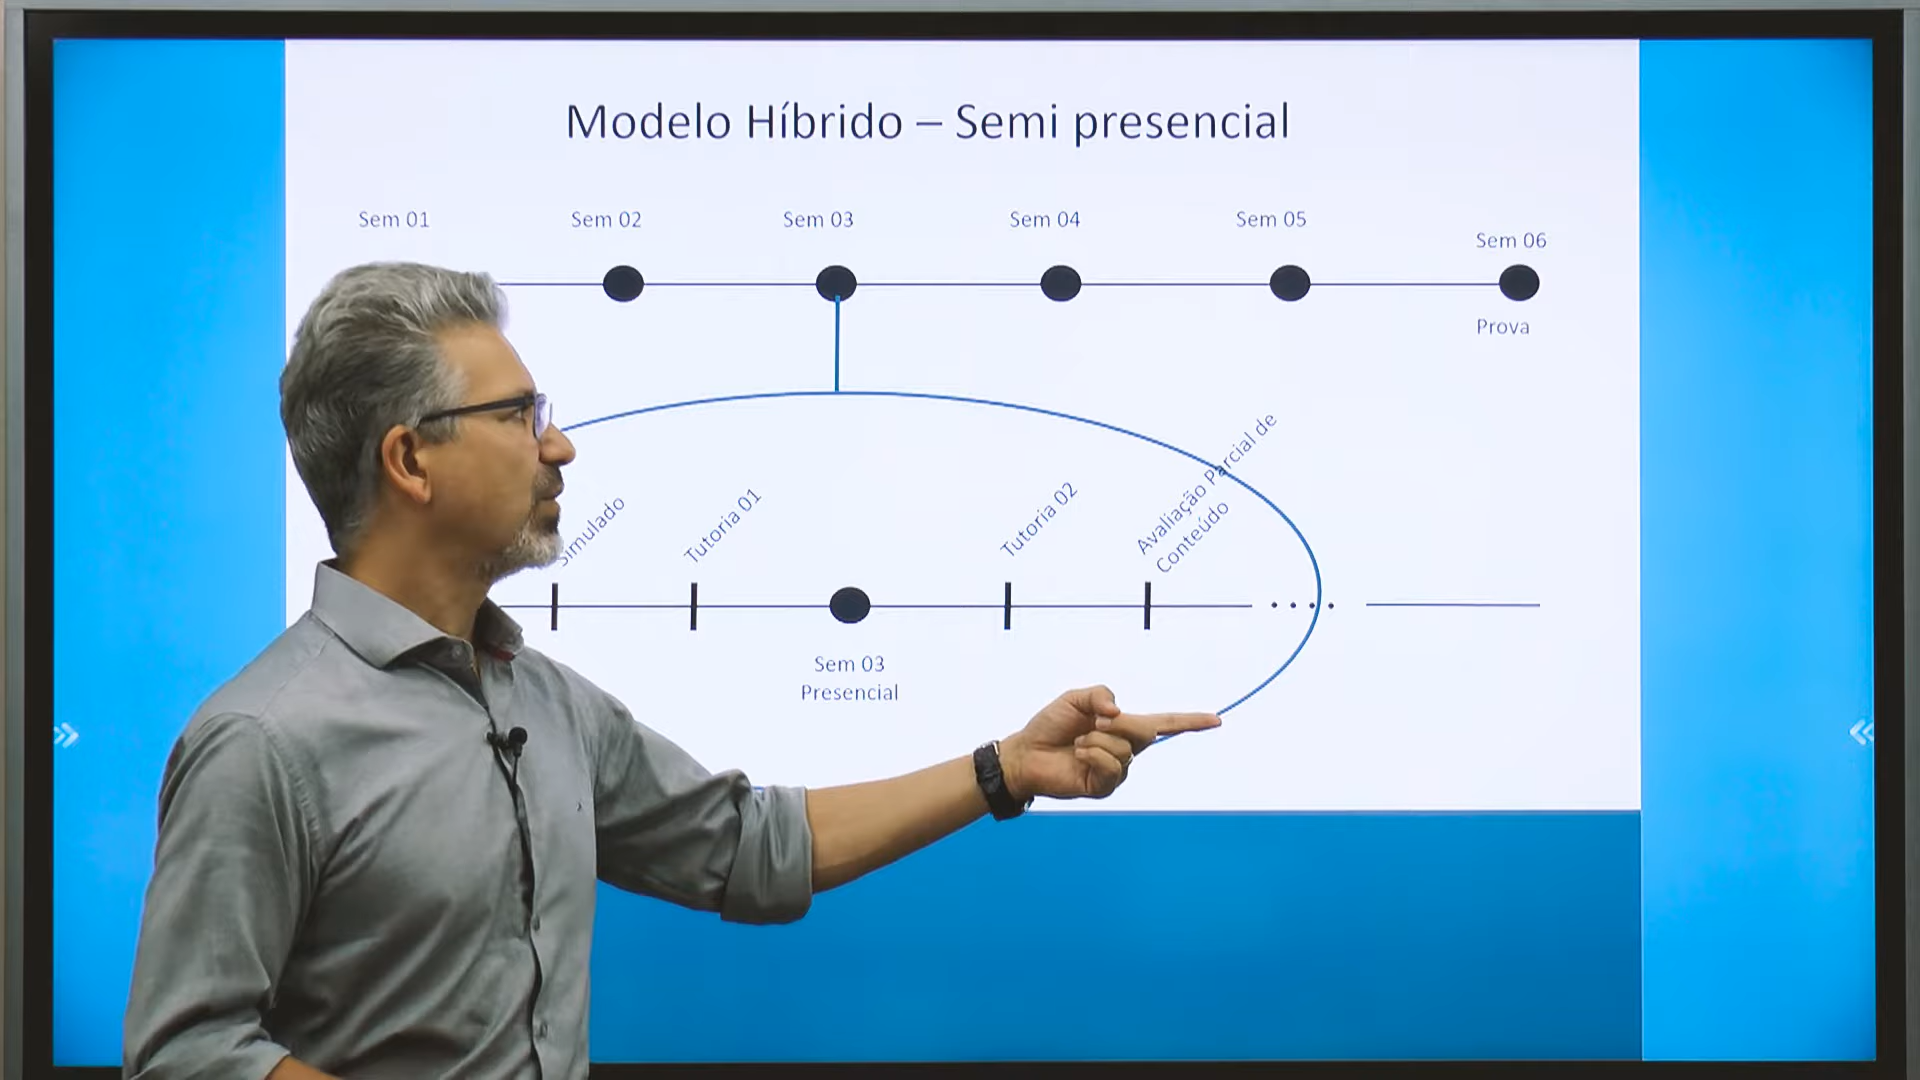 Modelo Híbrido – Semi presencial
Sem 01
Sem 02
Sem 03
Sem 04
Sem 05
Sem 06
Prova
Simulado
Tutoria 01
Tutoria 02
Avaliação Parcial de
Conteúdo
Sem 03
Presencial